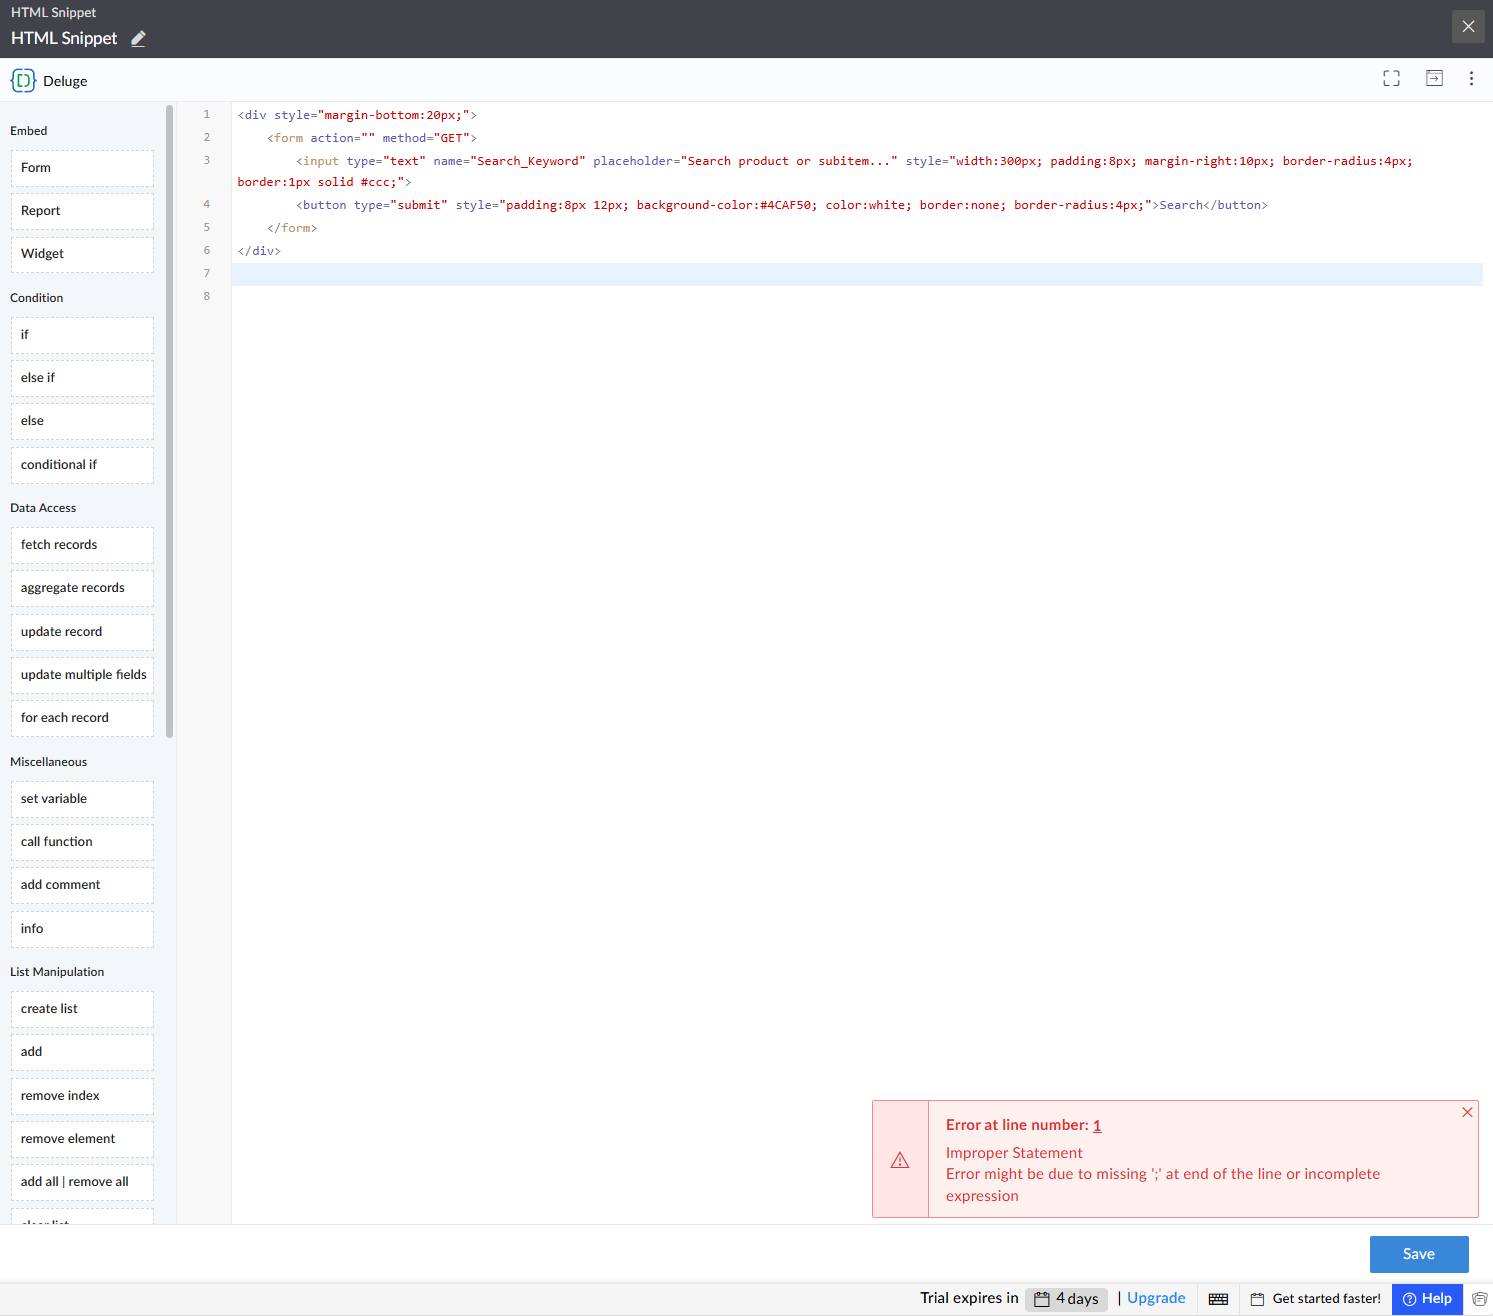 HTML Snippet
HTML Snippet
Deluge
Embed
Form
Report
Widget
Condition
if
else if
else
conditional if
Data Access
fetch records
aggregate records
update record
update multiple fields
for each record
Miscellaneous
set variable
call function
add comment
info
List Manipulation
create list
add
remove index
remove element
add all | remove all
clear list
1 <div style="margin-bottom:20px;">
2 <form action="" method="GET">
3 <input type="text" name="Search_Keyword" placeholder="Search product or subitem..." style="width:300px; padding:8px; margin-right:10px; border-radius:4px;
border:1px solid #ccc;">
4 <button type="submit" style="padding:8px 12px; background-color:#4CAF50; color:white; border:none; border-radius:4px;">Search</button>
5 </form>
6 </div>
7
8
Error at line number: 1
Improper Statement
Error might be due to missing ';' at end of the line or incomplete
expression
Save
Trial expires in 4 days | Upgrade Get started faster! Help